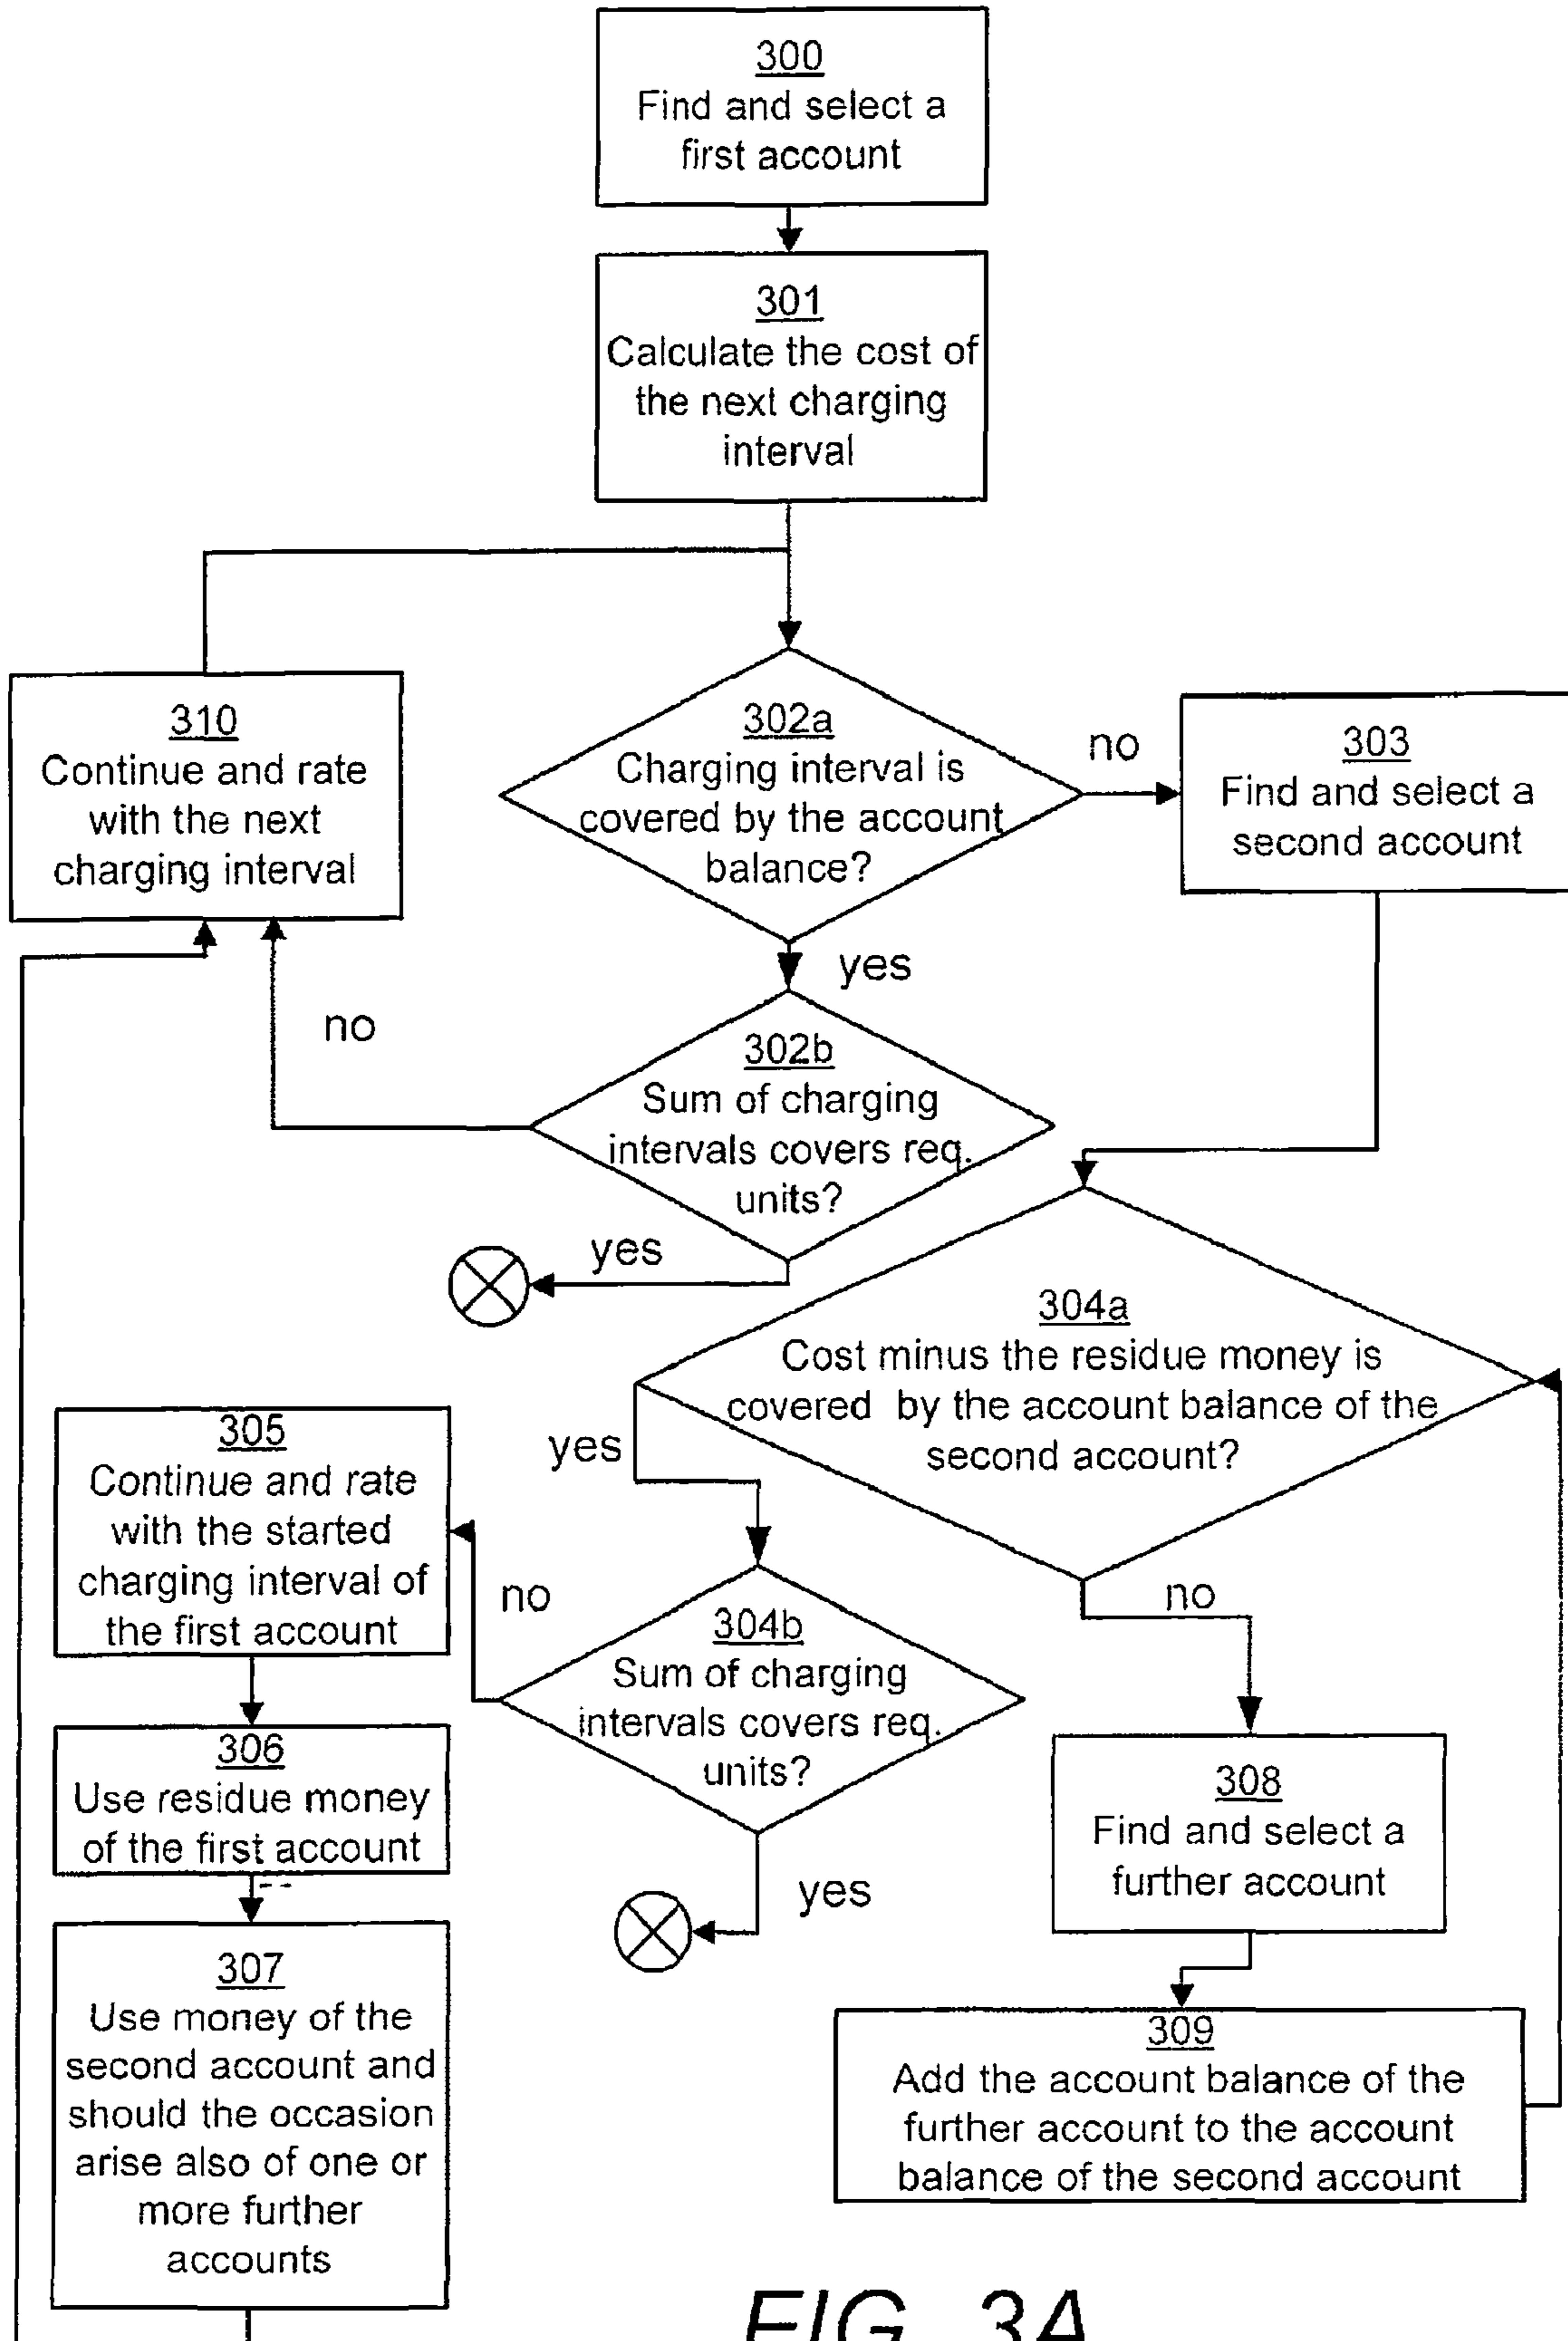 300
Find and select a
first account
301
Calculate the cost of
the next charging
interval
310
Continue and rate
with the next
charging interval
302a
Charging interval is
covered by the account
balance?
no
303
Find and select a
second account
yes
no
302b
Sum of charging
intervals covers req.
units?
yes
304a
Cost minus the residue money is
covered by the account balance of the
second account?
yes
305
Continue and rate
with the started
charging interval of
the first account
no
304b
Sum of charging
intervals covers req.
units?
no
306
Use residue money
of the first account
308
Find and select a
further account
yes
307
Use money of the
second account and
should the occasion
arise also of one or
more further
accounts
309
Add the account balance of the
further account to the account
balance of the second account
FIG. 3A